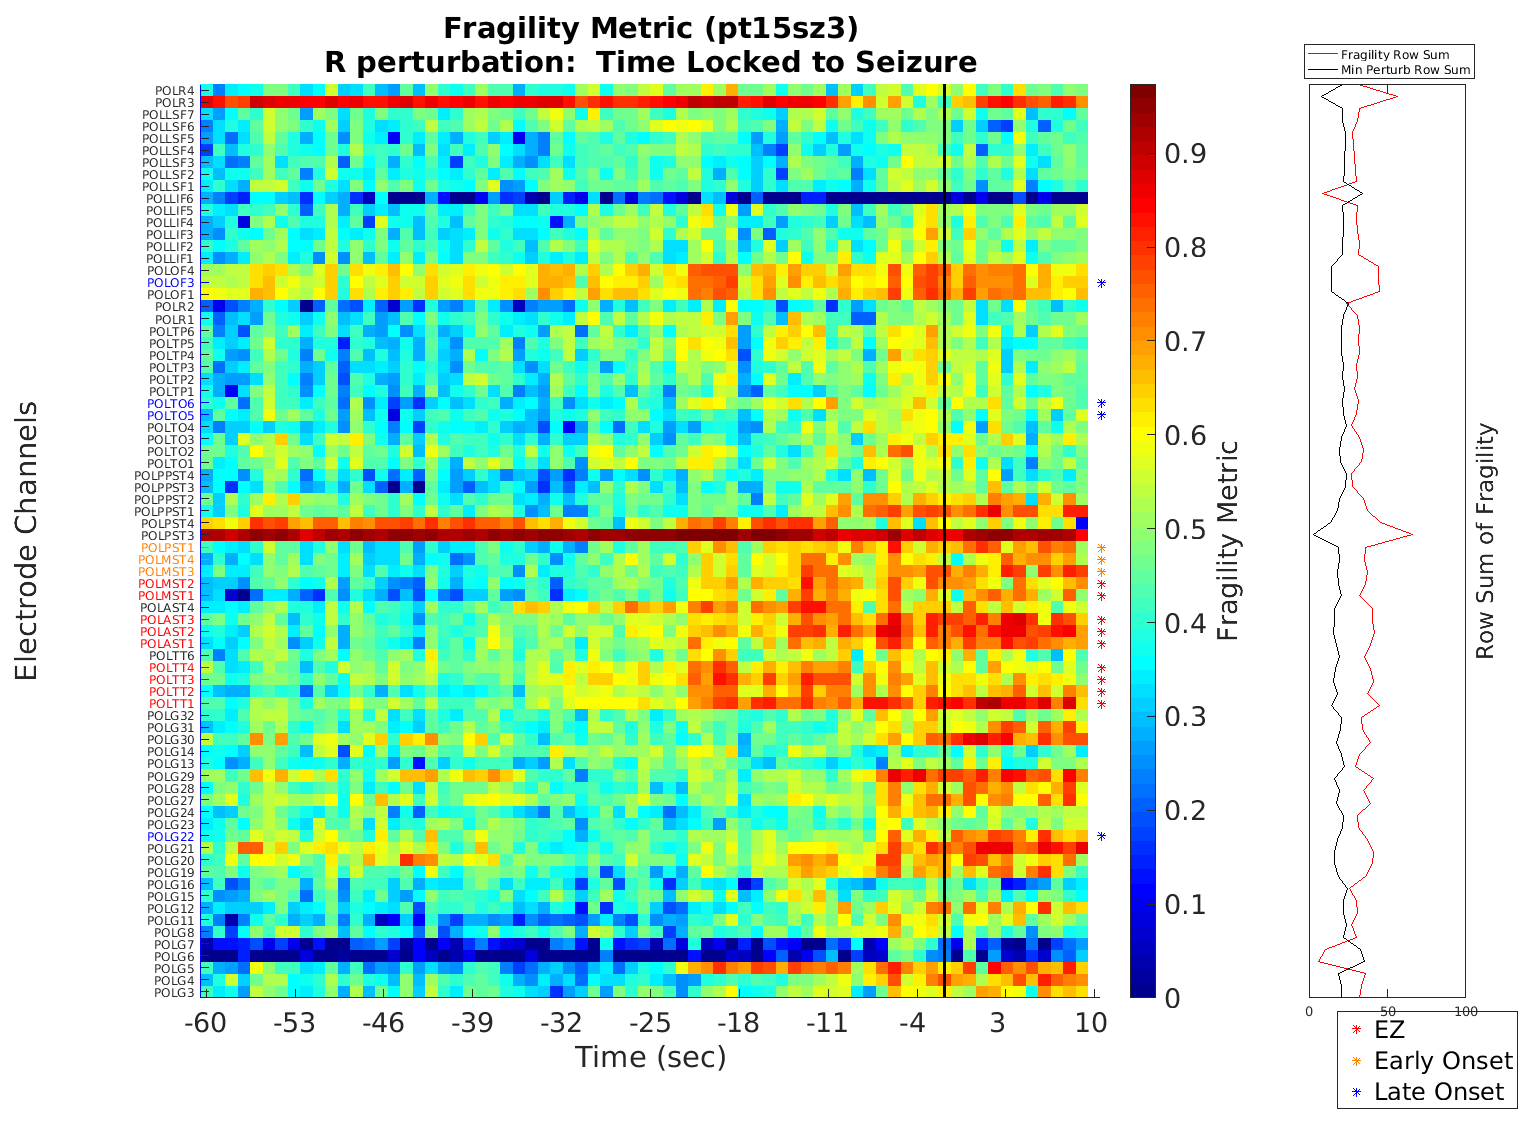 Fragility Metric (pt15sz3)
R perturbation:  Time Locked to Seizure
Electrode Channels
POLR4
POLR3
POLLSF7
POLLSF6
POLLSF5
POLLSF4
POLLSF3
POLLSF2
POLLSF1
POLLIF6
POLLIF5
POLLIF4
POLLIF3
POLLIF2
POLLIF1
POLOF4
POLOF3
POLOF1
POLR2
POLR1
POLTP6
POLTP5
POLTP4
POLTP3
POLTP2
POLTP1
POLTO6
POLTO5
POLTO4
POLTO3
POLTO2
POLTO1
POLPPST4
POLPPST3
POLPPST2
POLPPST1
POLPST4
POLPST3
POLPST1
POLMST4
POLMST3
POLMST2
POLMST1
POLAST4
POLAST3
POLAST2
POLAST1
POLTT6
POLTT4
POLTT3
POLTT2
POLTT1
POLG32
POLG31
POLG30
POLG14
POLG13
POLG29
POLG28
POLG27
POLG24
POLG23
POLG22
POLG21
POLG20
POLG19
POLG16
POLG15
POLG12
POLG11
POLG8
POLG7
POLG6
POLG5
POLG4
POLG3
-60 -53 -46 -39 -32 -25 -18 -11 -4 3 10
Time (sec)
0.9
0.8
0.7
0.6
0.5
0.4
0.3
0.2
0.1
0
Fragility Metric
Fragility Row Sum
Min Perturb Row Sum
0 50 100
Row Sum of Fragility
EZ
Early Onset
Late Onset